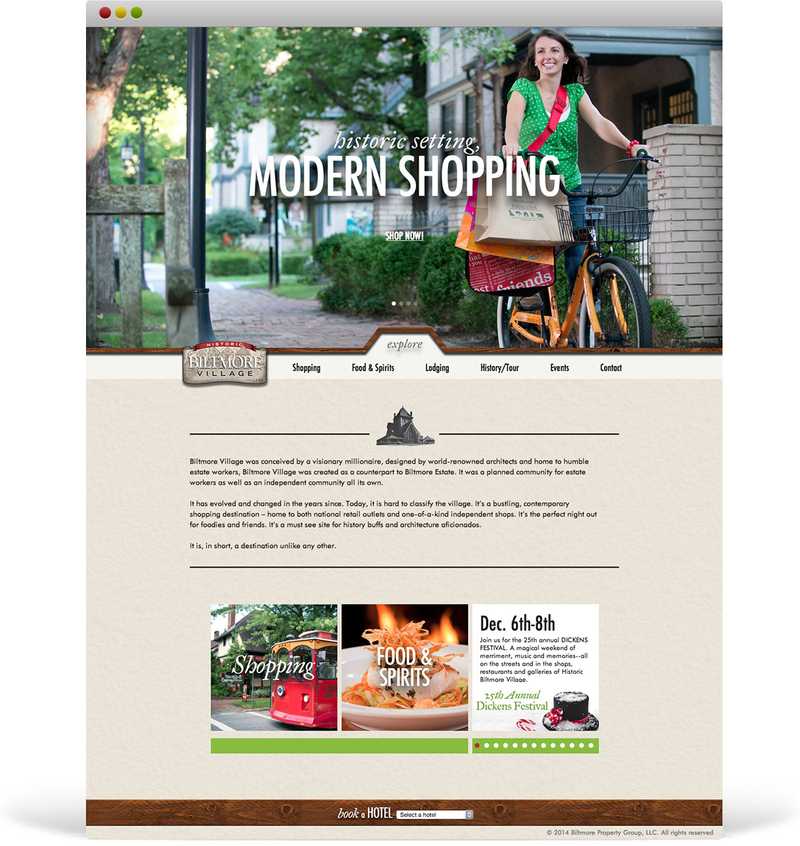 historic setting,
MODERN SHOPPING
SHOP NOW!
friends
explore
HISTORIC
BILTMORE
VILLAGE
Shopping
Food & Spirits
Lodging
History/Tour
Events
Contact
Biltmore Village was conceived by a visionary millionaire, designed by world-renowned architects and home to humble
estate workers, Biltmore Village was created as a counterpart to Biltmore Estate. It was a planned community for estate
workers as well as an independent community all its own.
It has evolved and changed in the years since. Today, it is hard to classify the village. It's a bustling, contemporary
shopping destination – home to both national retail outlets and one-of-a-kind independent shops. It's the perfect night out
for foodies and friends. It's a must see site for history buffs and architecture aficionados.
It is, in short, a destination unlike any other.
Shopping
FOOD &
SPIRITS
Dec. 6th-8th
Join us for the 25th annual DICKENS
FESTIVAL. A magical weekend of
merriment, music and memories--all
on the streets and in the shops,
restaurants and galleries of Historic
Biltmore Village.
25th Annual
Dickens Festival
book a HOTEL
Select a hotel
© 2014 Biltmore Property Group, LLC. All rights reserved